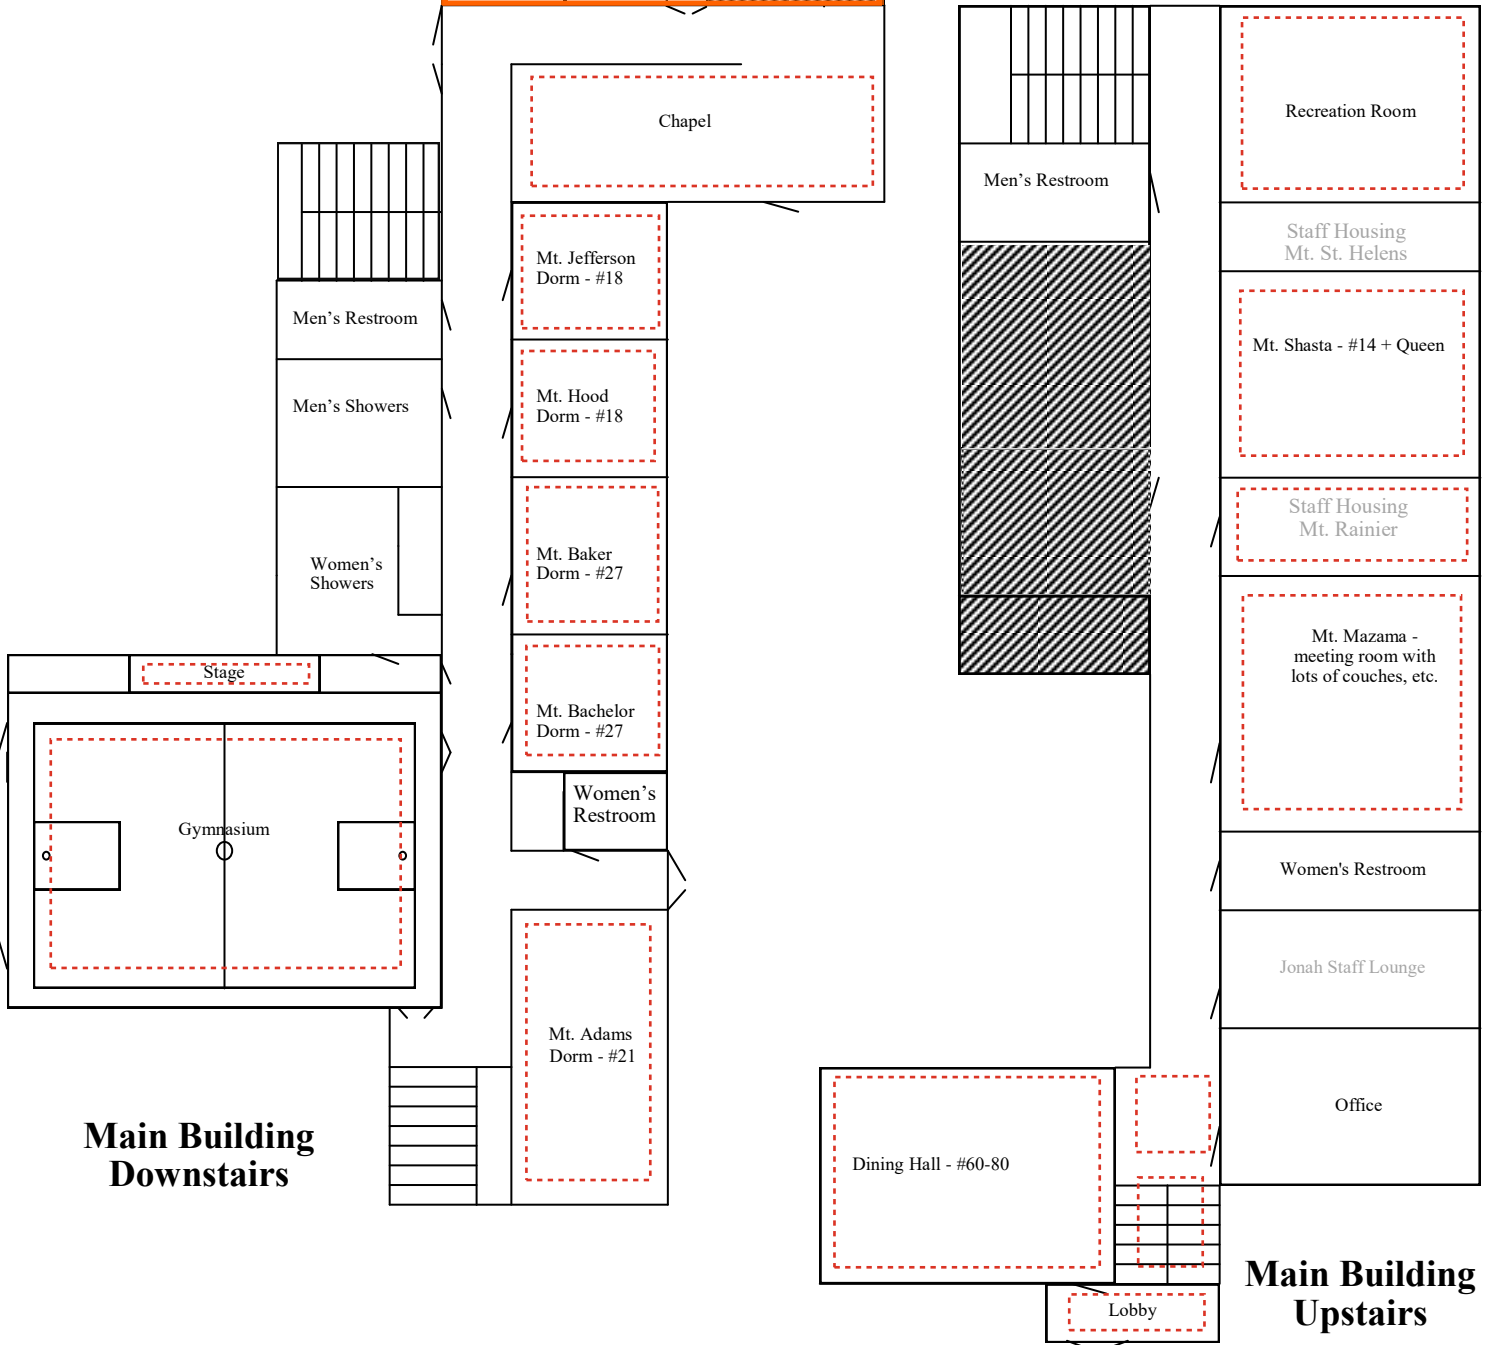 Chapel
Mt. Jefferson
Dorm - #18
Men's Restroom
Mt. Hood
Dorm - #18
Men's Showers
Mt. Baker
Dorm - #27
Women's
Showers
Stage
Mt. Bachelor
Dorm - #27
Women's
Restroom
Gymnasium
Mt. Adams
Dorm - #21
Main Building
Downstairs
Recreation Room
Men's Restroom
Staff Housing
Mt. St. Helens
Mt. Shasta - #14 + Queen
Staff Housing
Mt. Rainier
Mt. Mazama -
meeting room with
lots of couches, etc.
Women's Restroom
Jonah Staff Lounge
Office
Dining Hall - #60-80
Lobby
Main Building
Upstairs